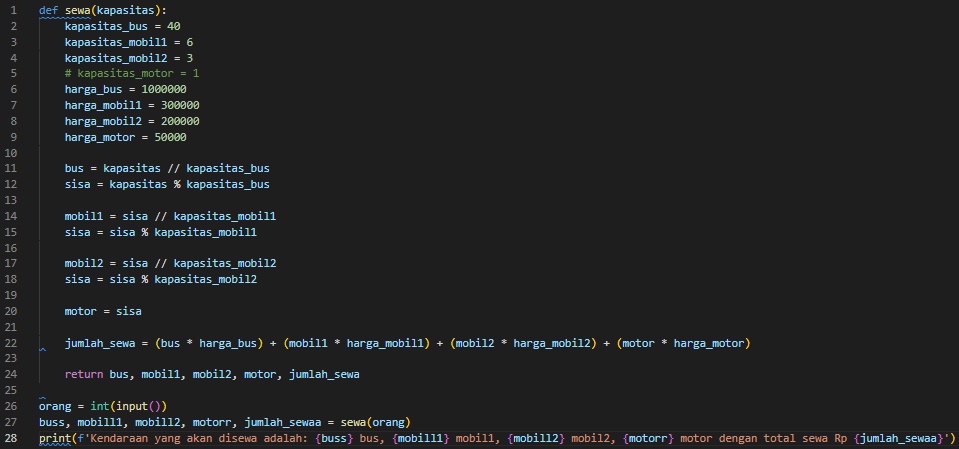 1 def sewa(kapasitas):
2 kapasitas_bus = 40
3 kapasitas_mobil1 = 6
4 kapasitas_mobil2 = 3
5 # kapasitas_motor = 1
6 harga_bus = 1000000
7 harga_mobil1 = 300000
8 harga_mobil2 = 200000
9 harga_motor = 50000
10
11 bus = kapasitas // kapasitas_bus
12 sisa = kapasitas % kapasitas_bus
13
14 mobil1 = sisa // kapasitas_mobil1
15 sisa = sisa % kapasitas_mobil1
16
17 mobil2 = sisa // kapasitas_mobil2
18 sisa = sisa % kapasitas_mobil2
19
20 motor = sisa
21
22 jumlah_sewa = (bus * harga_bus) + (mobil1 * harga_mobil1) + (mobil2 * harga_mobil2) + (motor * harga_motor)
23
24 return bus, mobil1, mobil2, motor, jumlah_sewa
25
26 orang = int(input())
27 buss, mobill1, mobill2, motorr, jumlah_sewaa = sewa(orang)
28 print(f'Kendaraan yang akan disewa adalah: {buss} bus, {mobill1} mobil1, {mobill2} mobil2, {motorr} motor dengan total sewa Rp {jumlah_sewaa}')